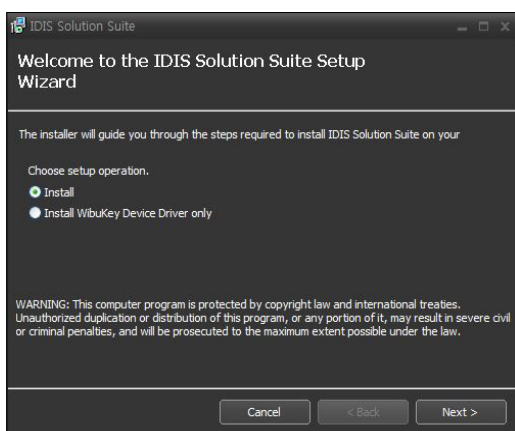 IDIS Solution Suite
Welcome to the IDIS Solution Suite Setup
Wizard
The installer will guide you through the steps required to install IDIS Solution Suite on your
Choose setup operation.
Install
Install WibuKey Device Driver only
WARNING: This computer program is protected by copyright law and international treaties.
Unauthorized duplication or distribution of this program, or any portion of it, may result in severe civil
or criminal penalties, and will be prosecuted to the maximum extent possible under the law.
Cancel
< Back
Next >